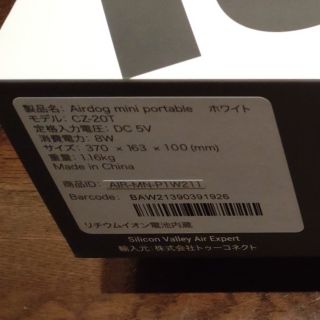 製品名: Airdog mini portable ホワイト
モデル: CZ-20T
定格入力電圧: DC 5V
消費電力: 8W
サイズ: 370 × 163 × 100 (mm)
重量: 1.16kg
Made in China
商品ID: AIR-MN-P1W211
Barcode: BAW21390391926
リチウムイオン電池内蔵
Silicon Valley Air Expert
輸入元: 株式会社トゥーコネクト